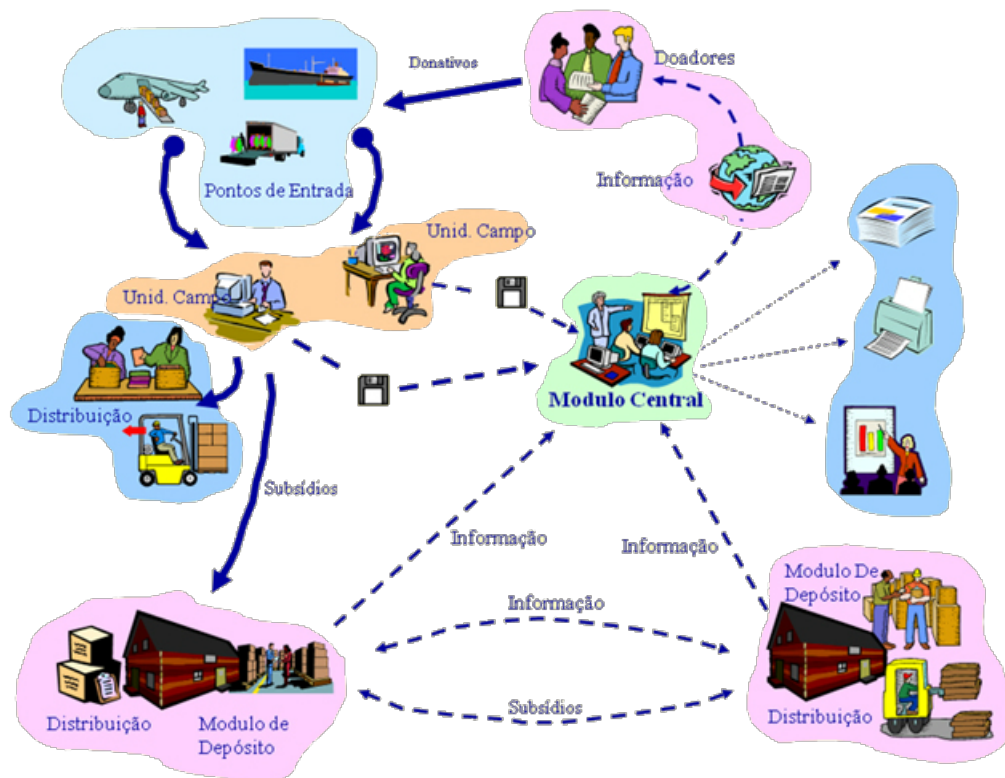 Donativos
Doadores
Pontos de Entrada
Informação
Unid. Campo
Unid. Campo
Modulo Central
Distribuição
Subsídios
Informação
Informação
Modulo De
Depósito
Informação
Distribuição
Modulo de
Depósito
Subsídios
Distribuição